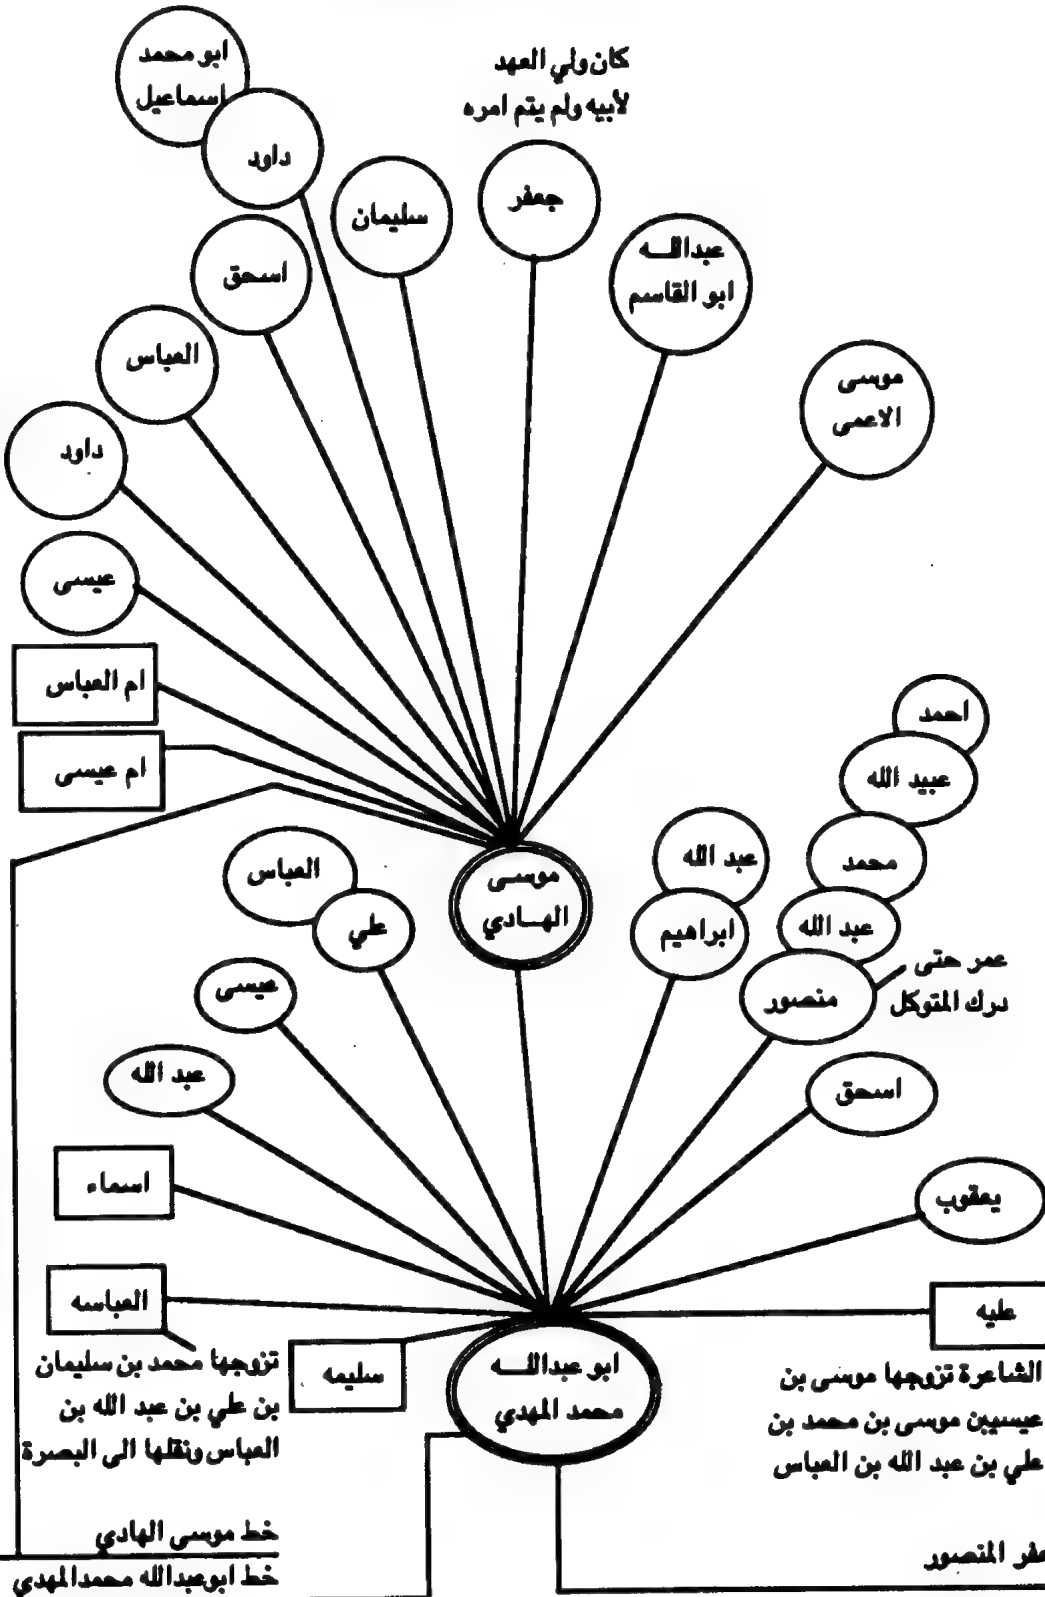 ابو محمد
اسماعيل
داود
كان ولي العهد
لأبيه ولم يتم امره
جعفر
سليمان
عبدالله
ابو القاسم
اسحق
العباس
موسى
الاعمى
داود
عيسى
ام العباس
ام عيسى
احمد
عبيد الله
محمد
عبد الله
منصور
عمر حتى
درك المتوكل
عبد الله
ابراهيم
موسى
الهادي
العباس
علي
عيسى
عبد الله
اسحق
يعقوب
اسماء
العباسه
تزوجها محمد بن سليمان
بن علي بن عبد الله بن
العباس ونقلها الى البصرة
سليمه
ابو عبدالله
محمد المهدي
عليه
الشاعرة تزوجها موسى بن
عيسيبن موسى بن محمد بن
علي بن عبد الله بن العباس
عفر المنصور
خط موسى الهادي
خط ابوعبدالله محمدالمهدي